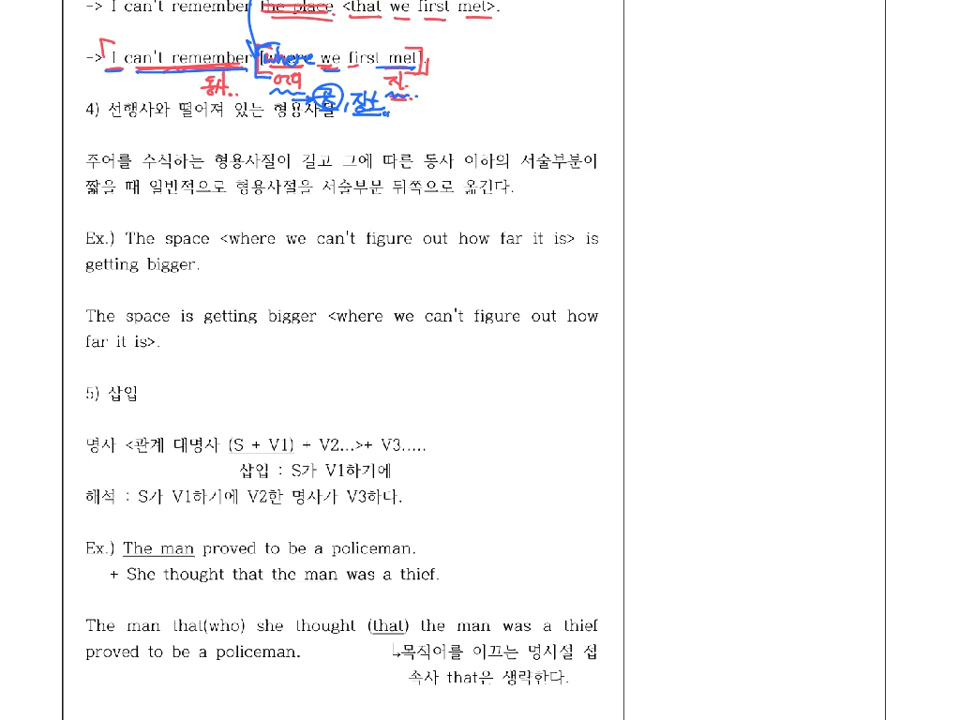 -> I can't remember the place <that we first met>.
-> I can't remember [where we first met]
동사.. 의주 전..
공, 장소
4) 선행사와 떨어져 있는 형용사절
주어를 수식하는 형용사절이 길고 그에 따른 동사 이하의 서술부분이
짧을 때 일반적으로 형용사절을 서술부분 뒤쪽으로 옮긴다.
Ex.) The space <where we can't figure out how far it is> is
getting bigger.
The space is getting bigger <where we can't figure out how
far it is>.
5) 삽입
명사 <관계 대명사 (S + V1) + V2...>+ V3.....
삽입 : S가 V1하기에
해석 : S가 V1하기에 V2한 명사가 V3하다.
Ex.) The man proved to be a policeman.
+ She thought that the man was a thief.
The man that(who) she thought (that) the man was a thief
proved to be a policeman. ↳목적어를 이끄는 명사절 접
속사 that은 생략한다.